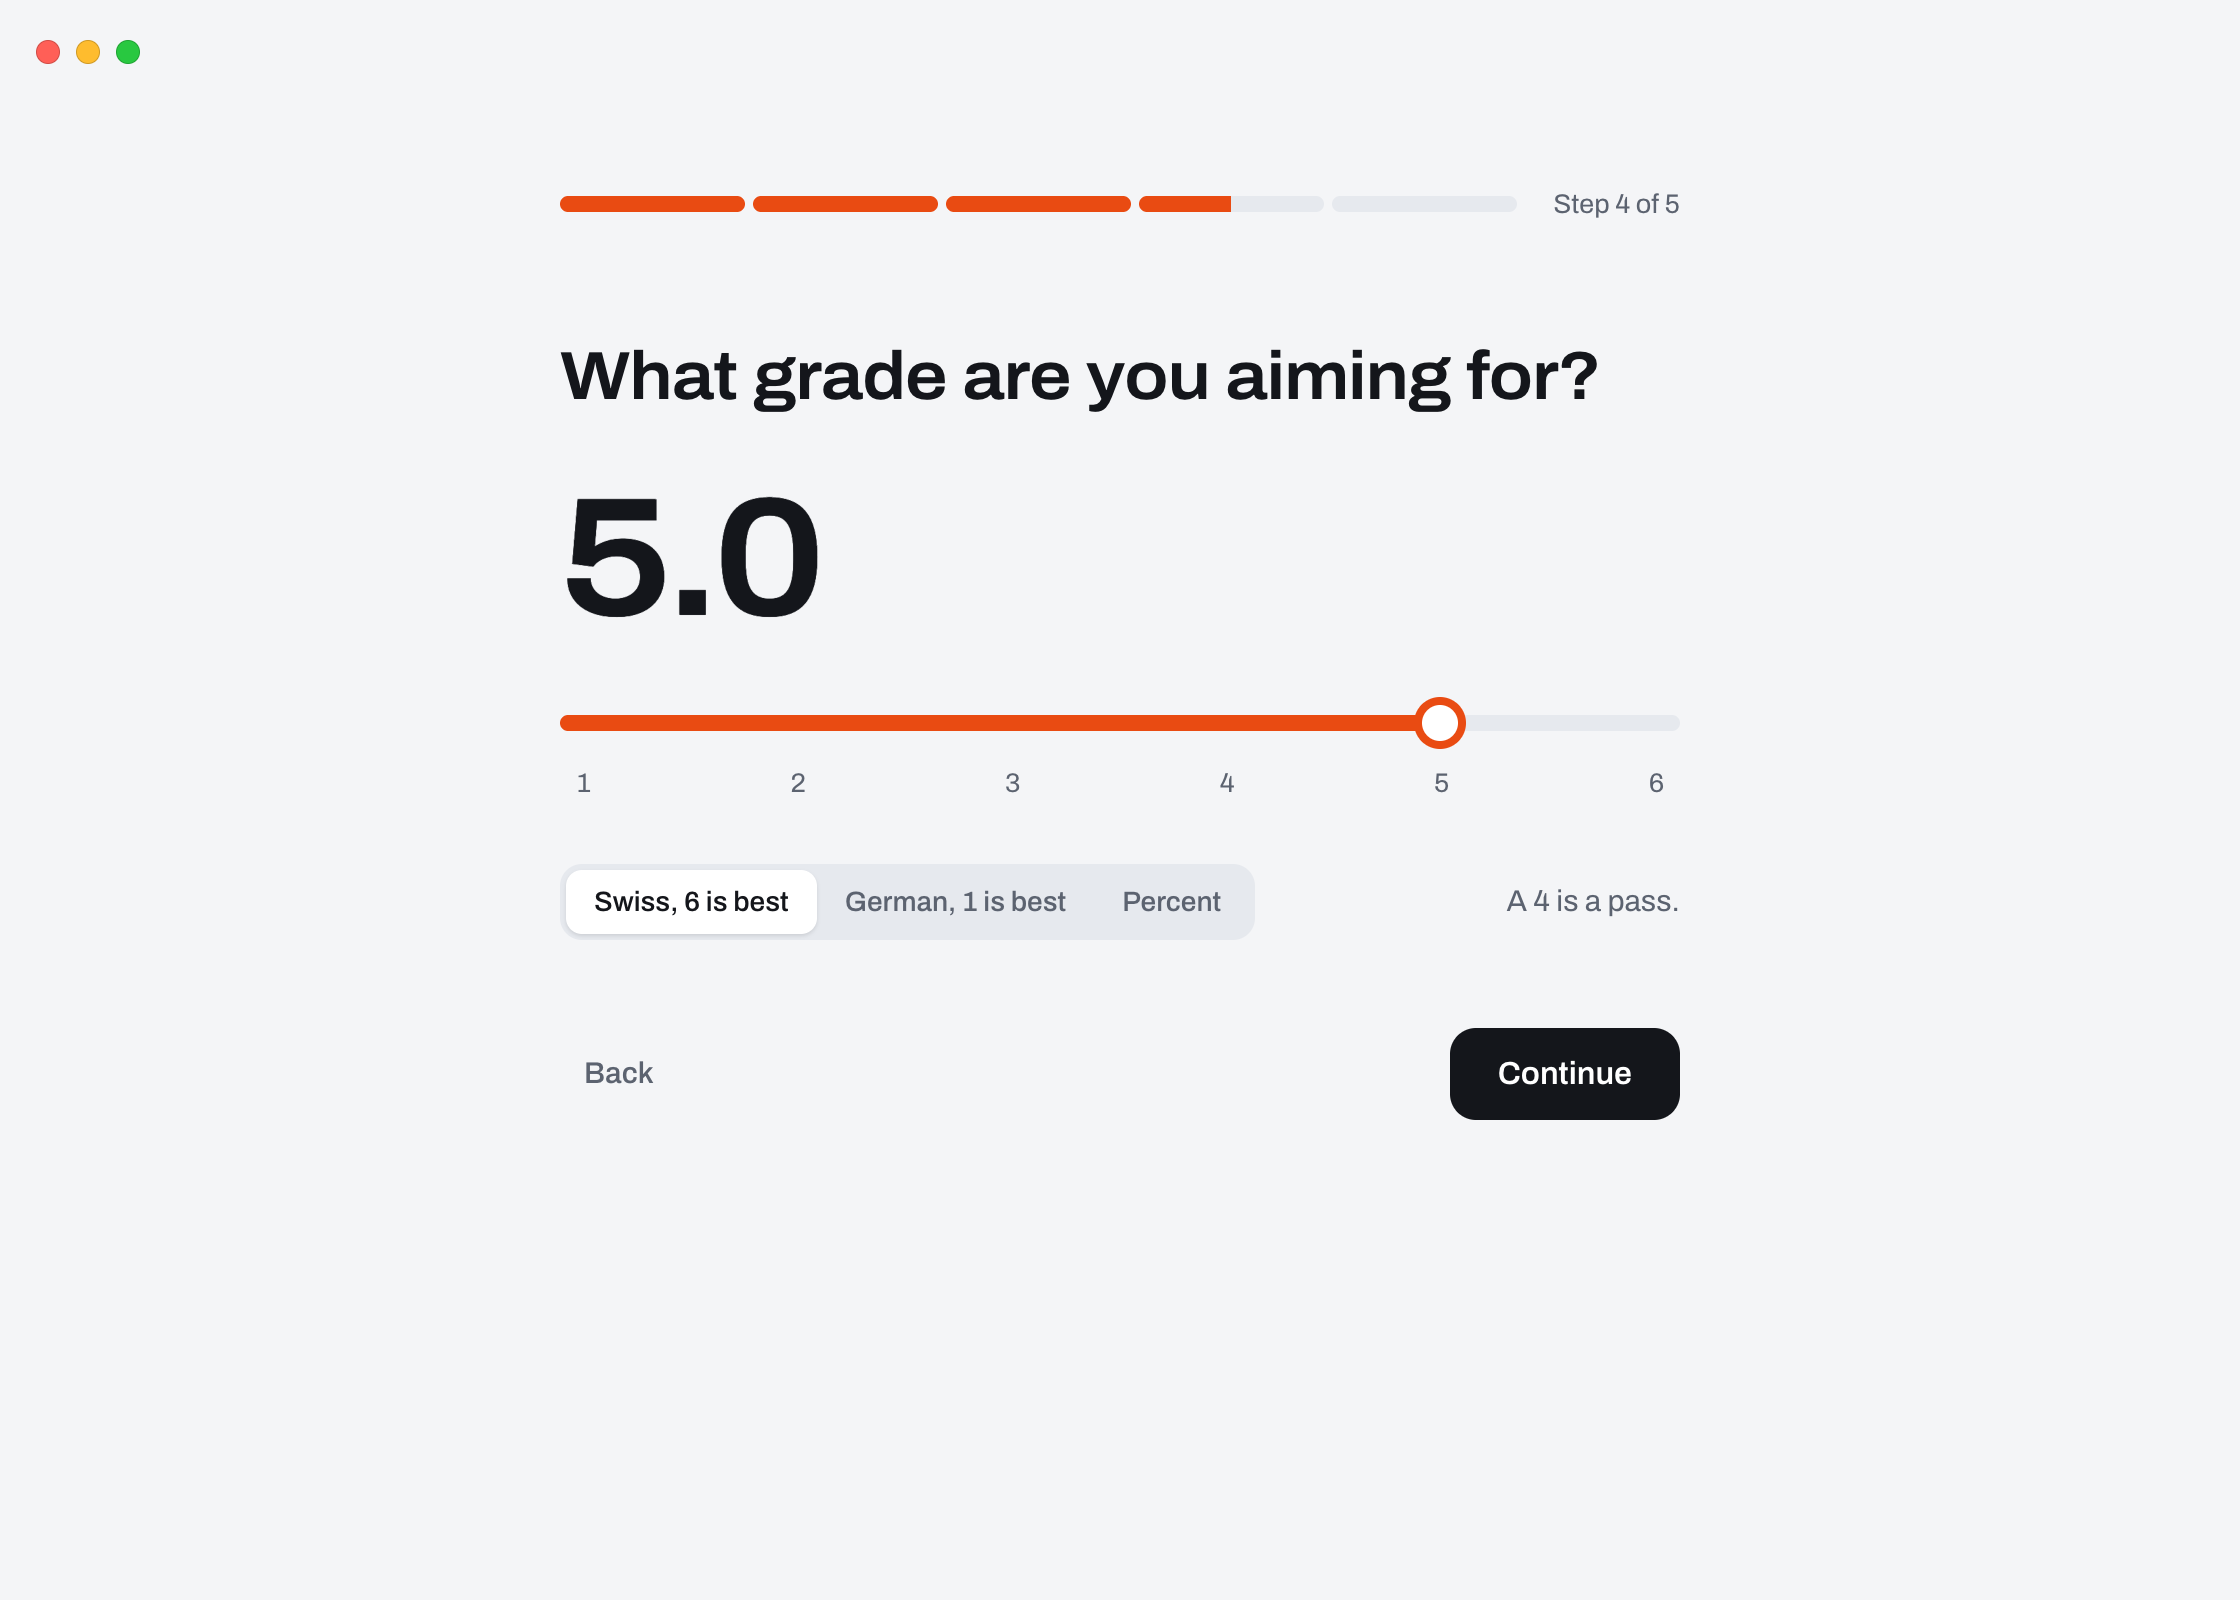 Step 4 of 5
What grade are you aiming for?
5.0
1 2 3 4 5 6
Swiss, 6 is best German, 1 is best Percent A 4 is a pass.
Back Continue